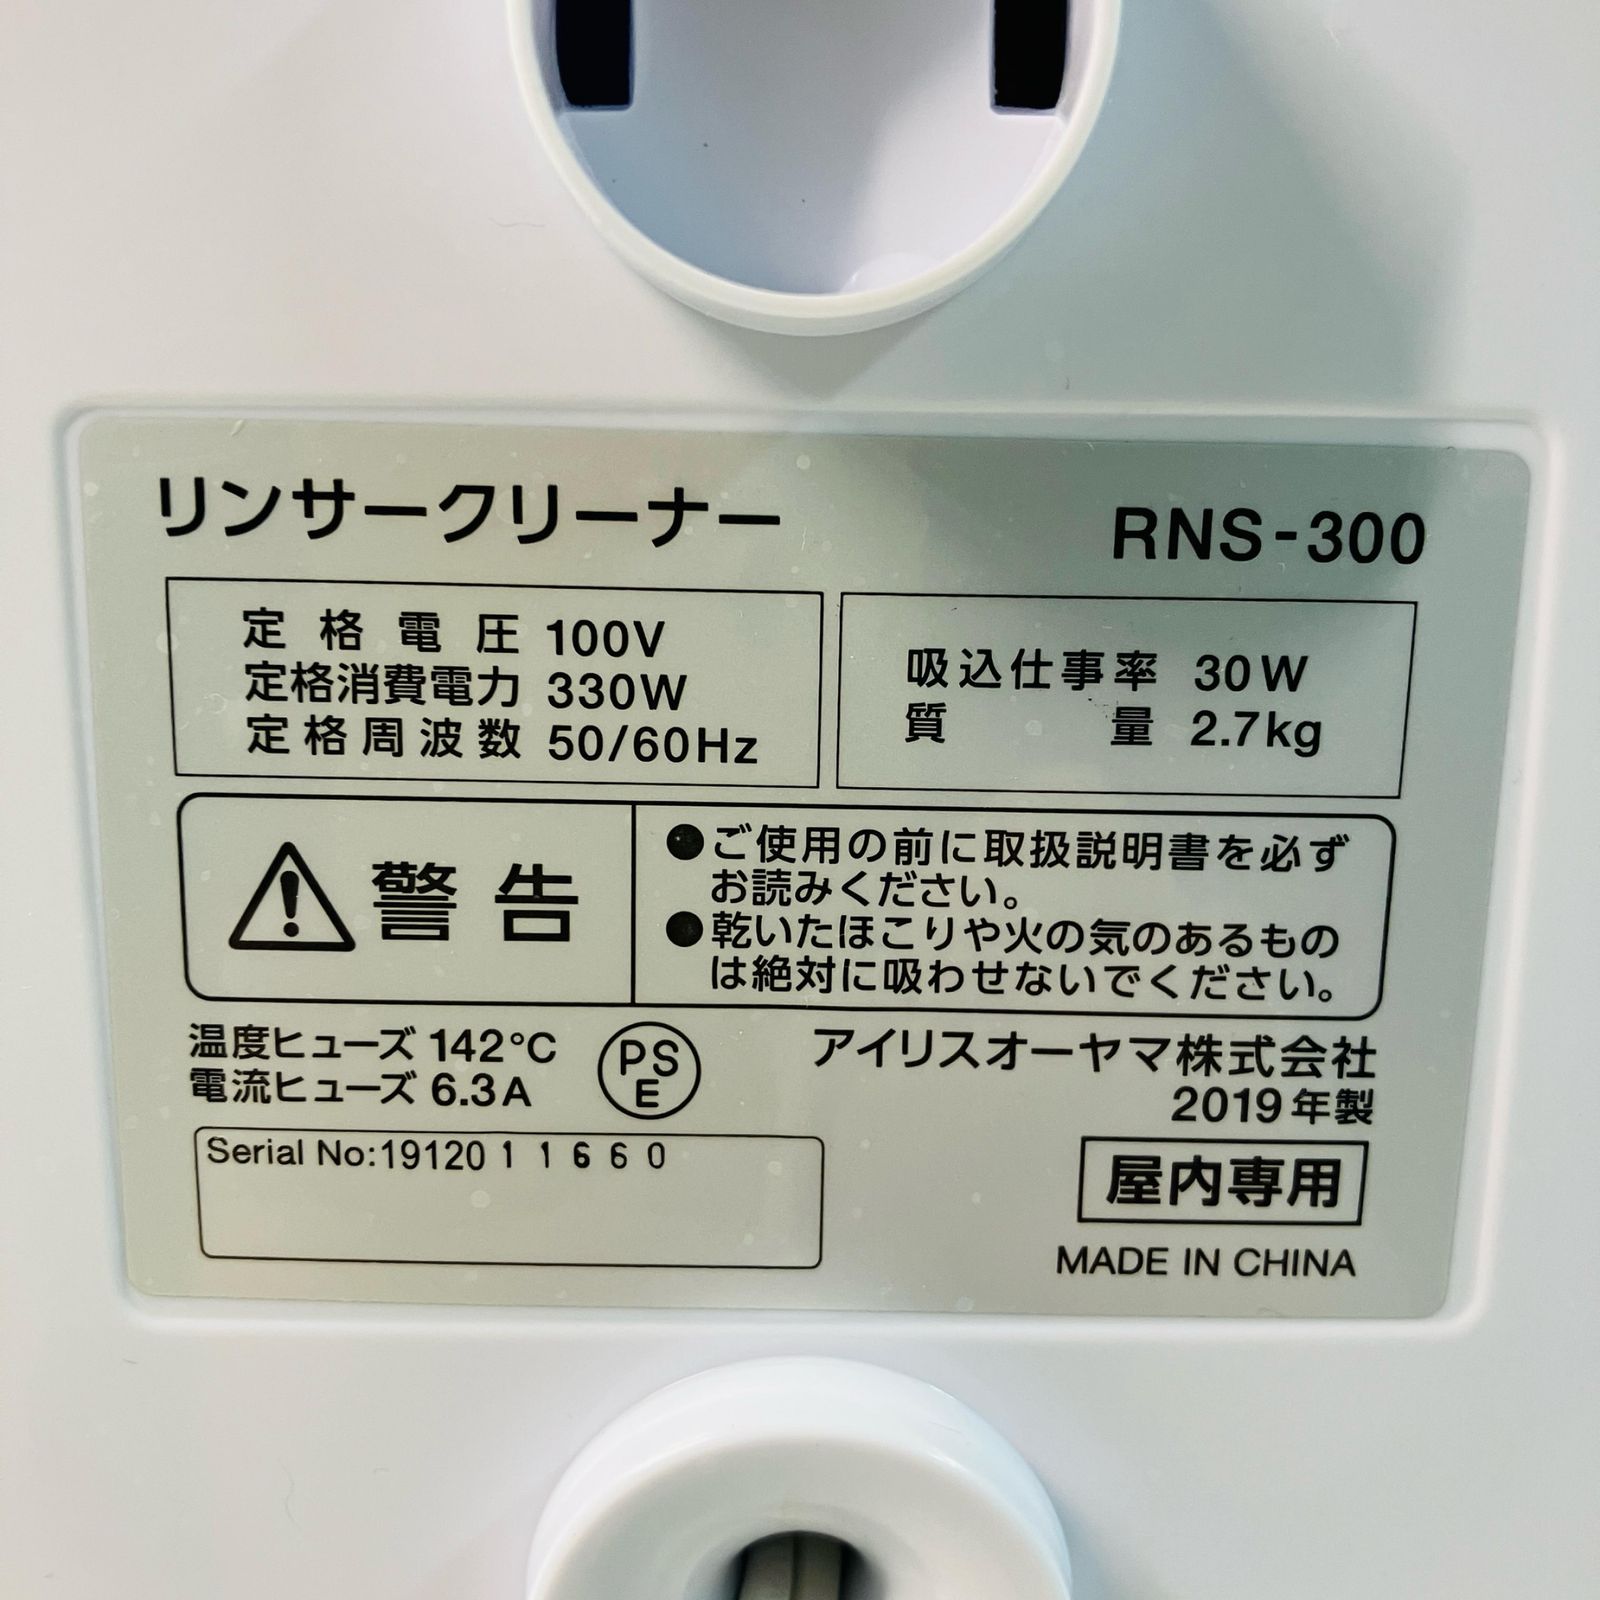 リンサークリーナー RNS-300
定格電圧 100V
定格消費電力 330W
定格周波数 50/60Hz
吸込仕事率 30W
質量 2.7kg
警告
●ご使用の前に取扱説明書を必ず
お読みください。
●乾いたほこりや火の気のあるもの
は絶対に吸わせないでください。
温度ヒューズ 142℃
電流ヒューズ 6.3A
PS
E
アイリスオーヤマ株式会社
2019年製
Serial No:191201 1 6 6 0
屋内専用
MADE IN CHINA